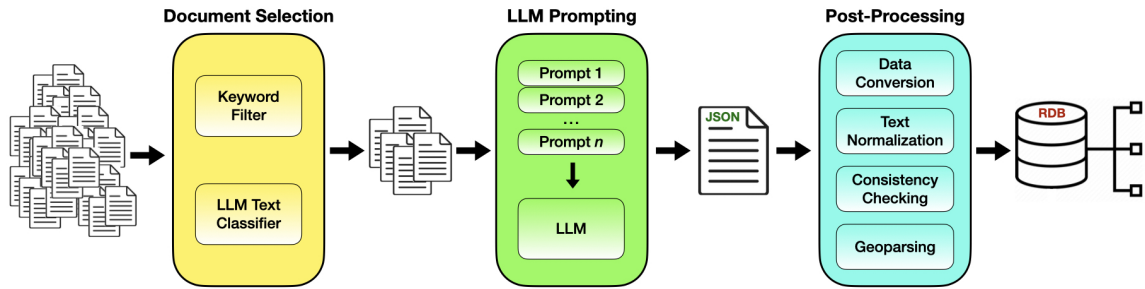 Document Selection
Keyword
Filter
LLM Text
Classifier
LLM Prompting
Prompt 1
Prompt 2
...
Prompt n
LLM
JSON
Post-Processing
Data
Conversion
Text
Normalization
Consistency
Checking
Geoparsing
RDB